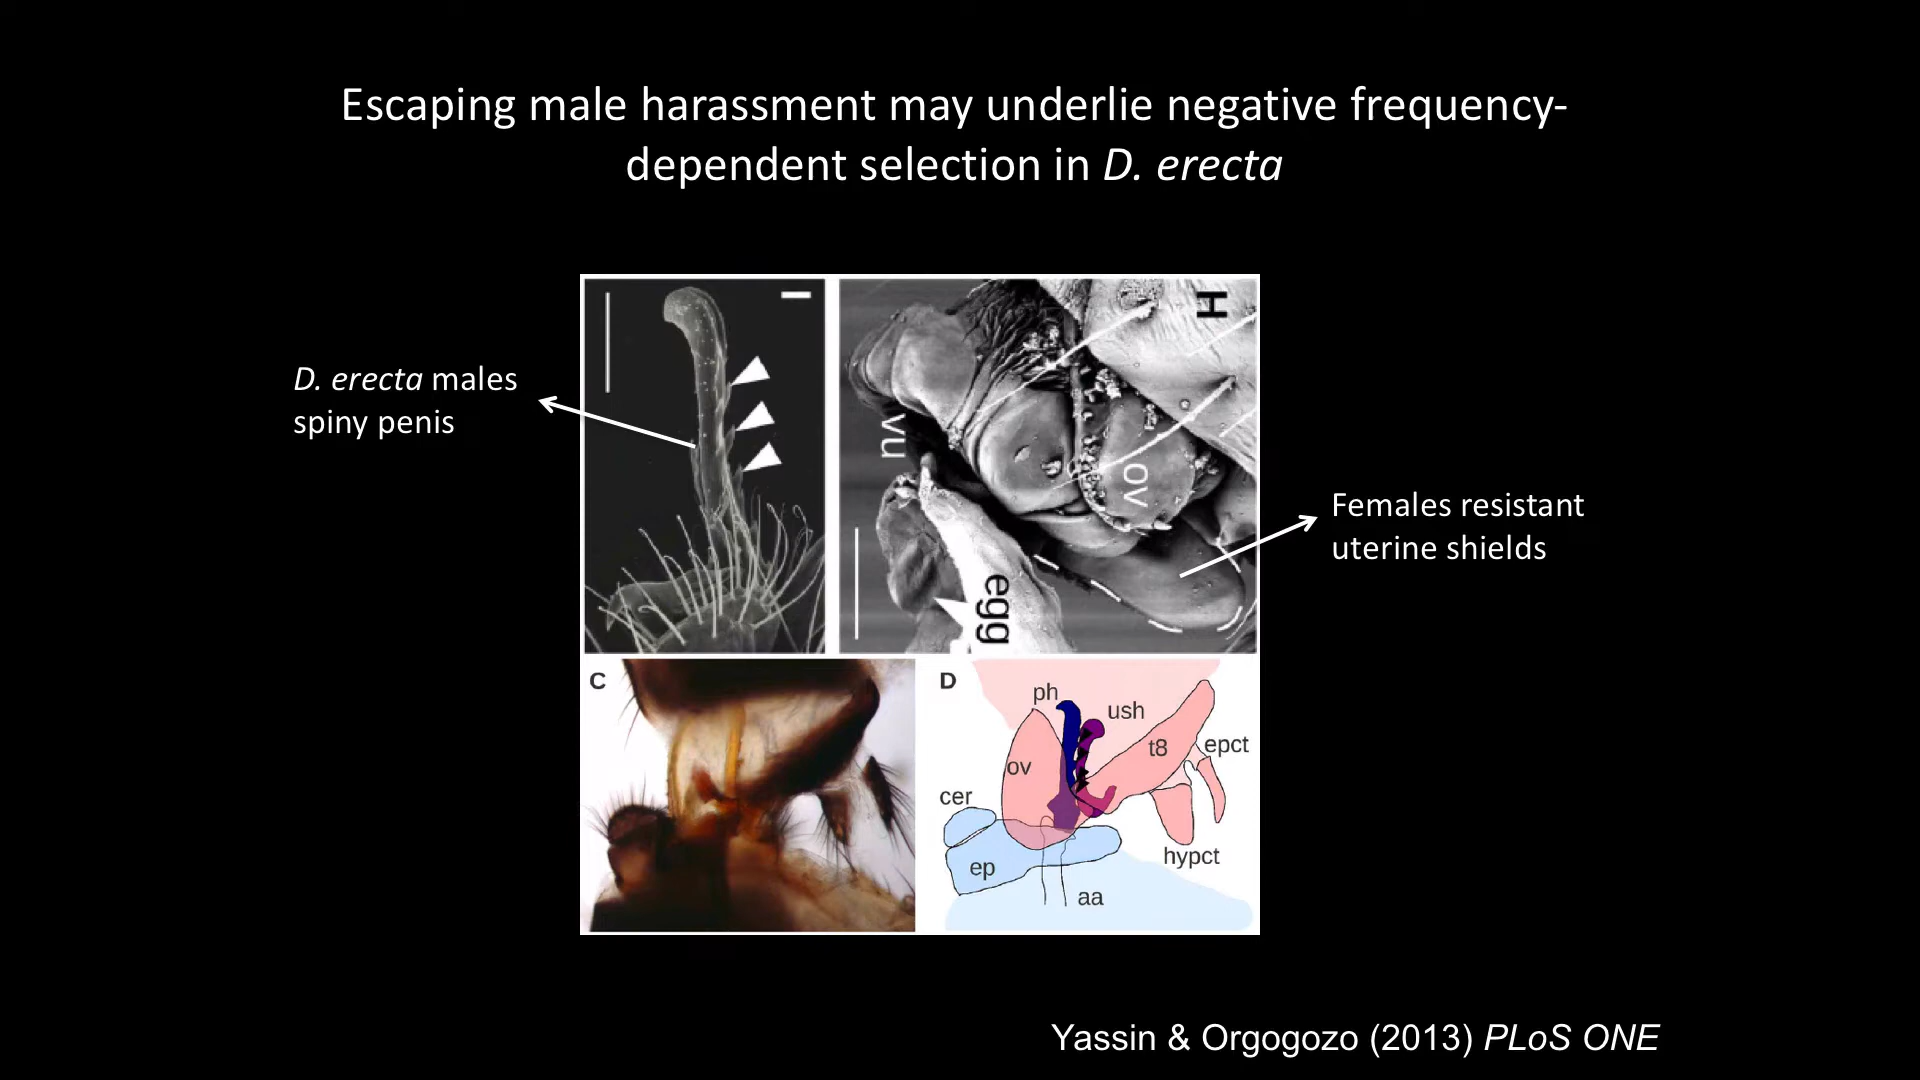 Escaping male harassment may underlie negative frequency-
dependent selection in D. erecta
D. erecta males
spiny penis
H
vu
ov
egg
Females resistant
uterine shields
C
D
ph
ush
t8
epct
ov
cer
hypct
ep
aa
Yassin & Orgogozo (2013) PLoS ONE